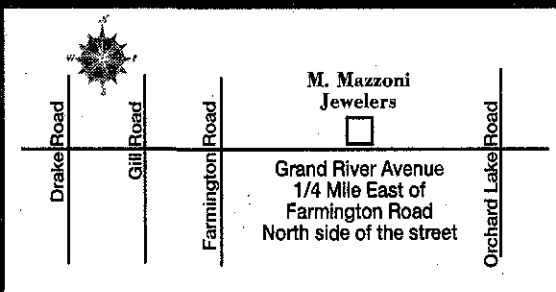 N
W E
S
M. Mazzoni
Jewelers
Drake Road
Gill Road
Farmington Road
Orchard Lake Road
Grand River Avenue
1/4 Mile East of
Farmington Road
North side of the street